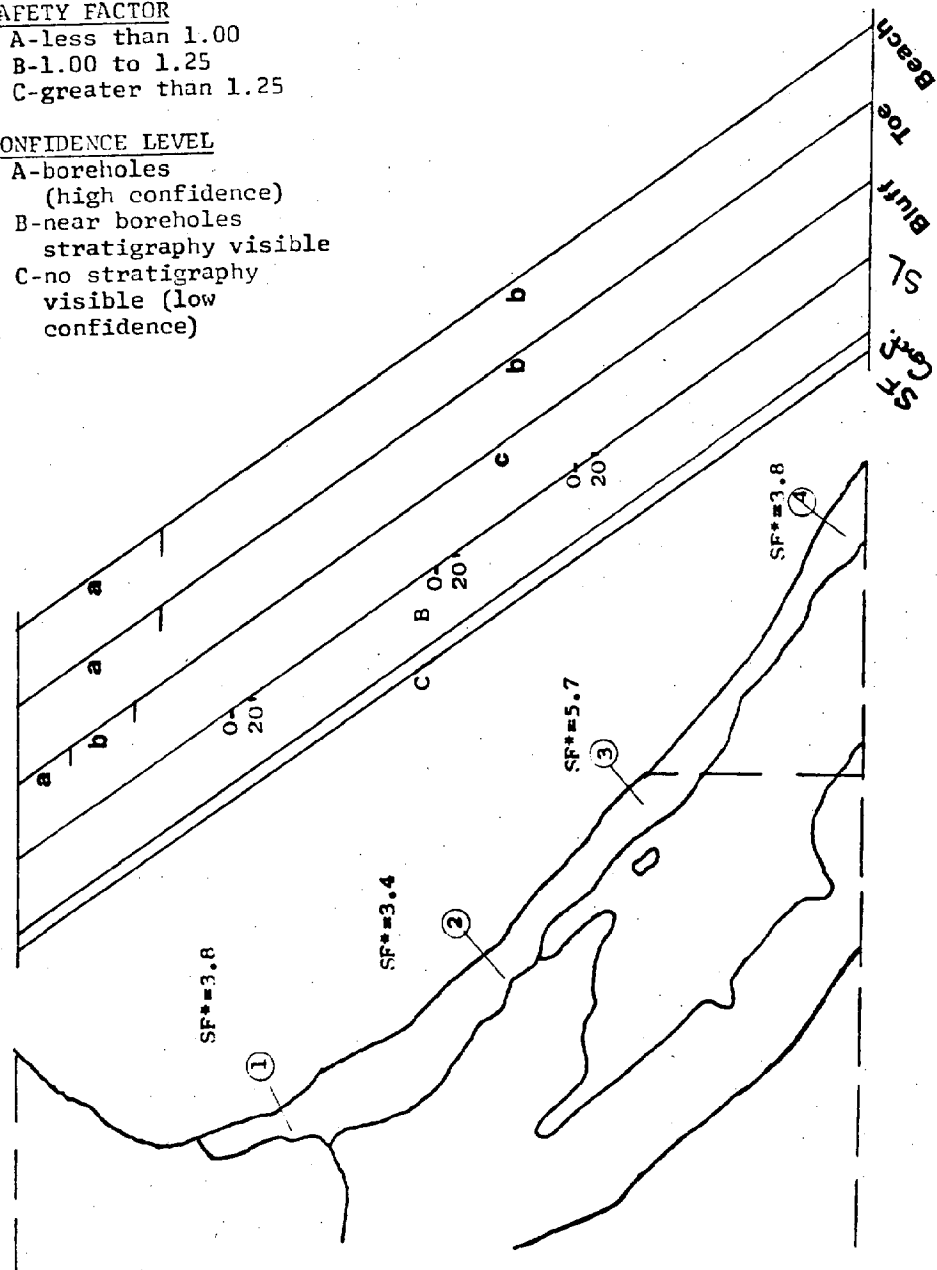 AFETY FACTOR
A-less than 1.00
B-1.00 to 1.25
C-greater than 1.25
ONFIDENCE LEVEL
A-boreholes
(high confidence)
B-near boreholes
stratigraphy visible
C-no stratigraphy
visible (low
confidence)
Beach
Toe
Bluff
SL
Conf.
SF
b
b
c
a
a
a
b
0-
20'
0-
20'
0-
20'
B
C
SF*=3.8
1
SF*=3.4
2
SF*=5.7
3
SF*=3.8
4